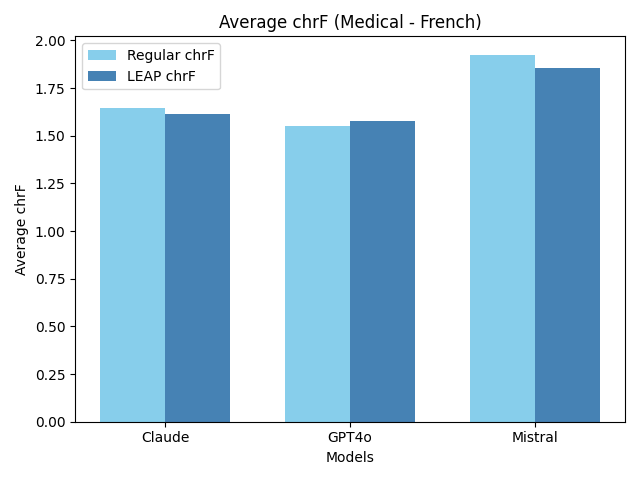 Average chrF (Medical - French)
Regular chrF
LEAP chrF
2.00
1.75
1.50
1.25
1.00
0.75
0.50
0.25
0.00
Average chrF
Claude
GPT4o
Mistral
Models